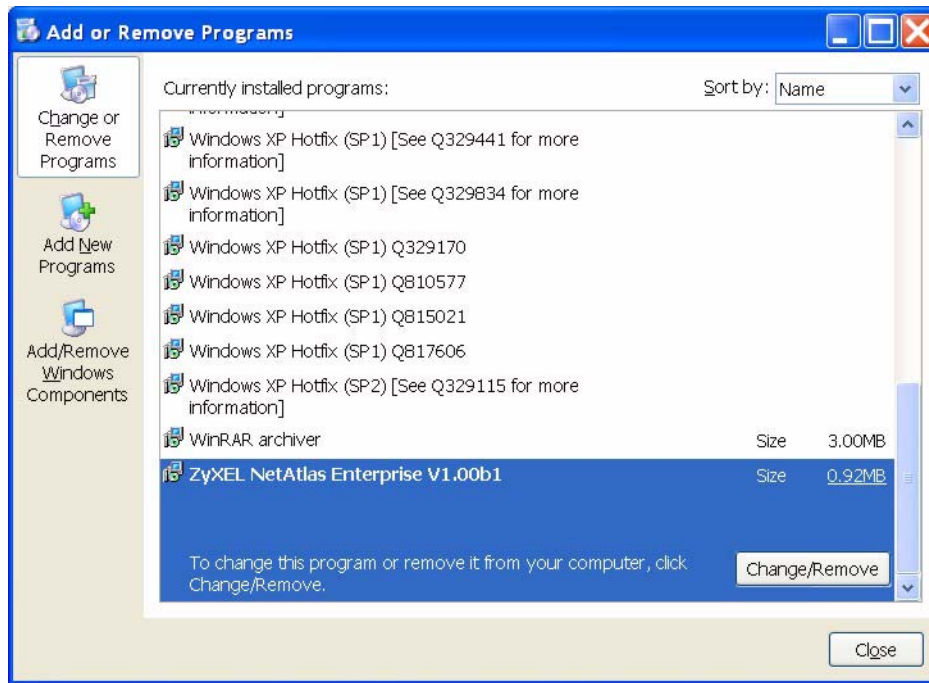 Add or Remove Programs
Change or
Remove
Programs
Add New
Programs
Add/Remove
Windows
Components
Currently installed programs:
Sort by: Name
information]
Windows XP Hotfix (SP1) [See Q329441 for more
information]
Windows XP Hotfix (SP1) [See Q329834 for more
information]
Windows XP Hotfix (SP1) Q329170
Windows XP Hotfix (SP1) Q810577
Windows XP Hotfix (SP1) Q815021
Windows XP Hotfix (SP1) Q817606
Windows XP Hotfix (SP2) [See Q329115 for more
information]
WinRAR archiver Size 3.00MB
ZyXEL NetAtlas Enterprise V1.00b1 Size 0.92MB
To change this program or remove it from your computer, click
Change/Remove.
Change/Remove
Close